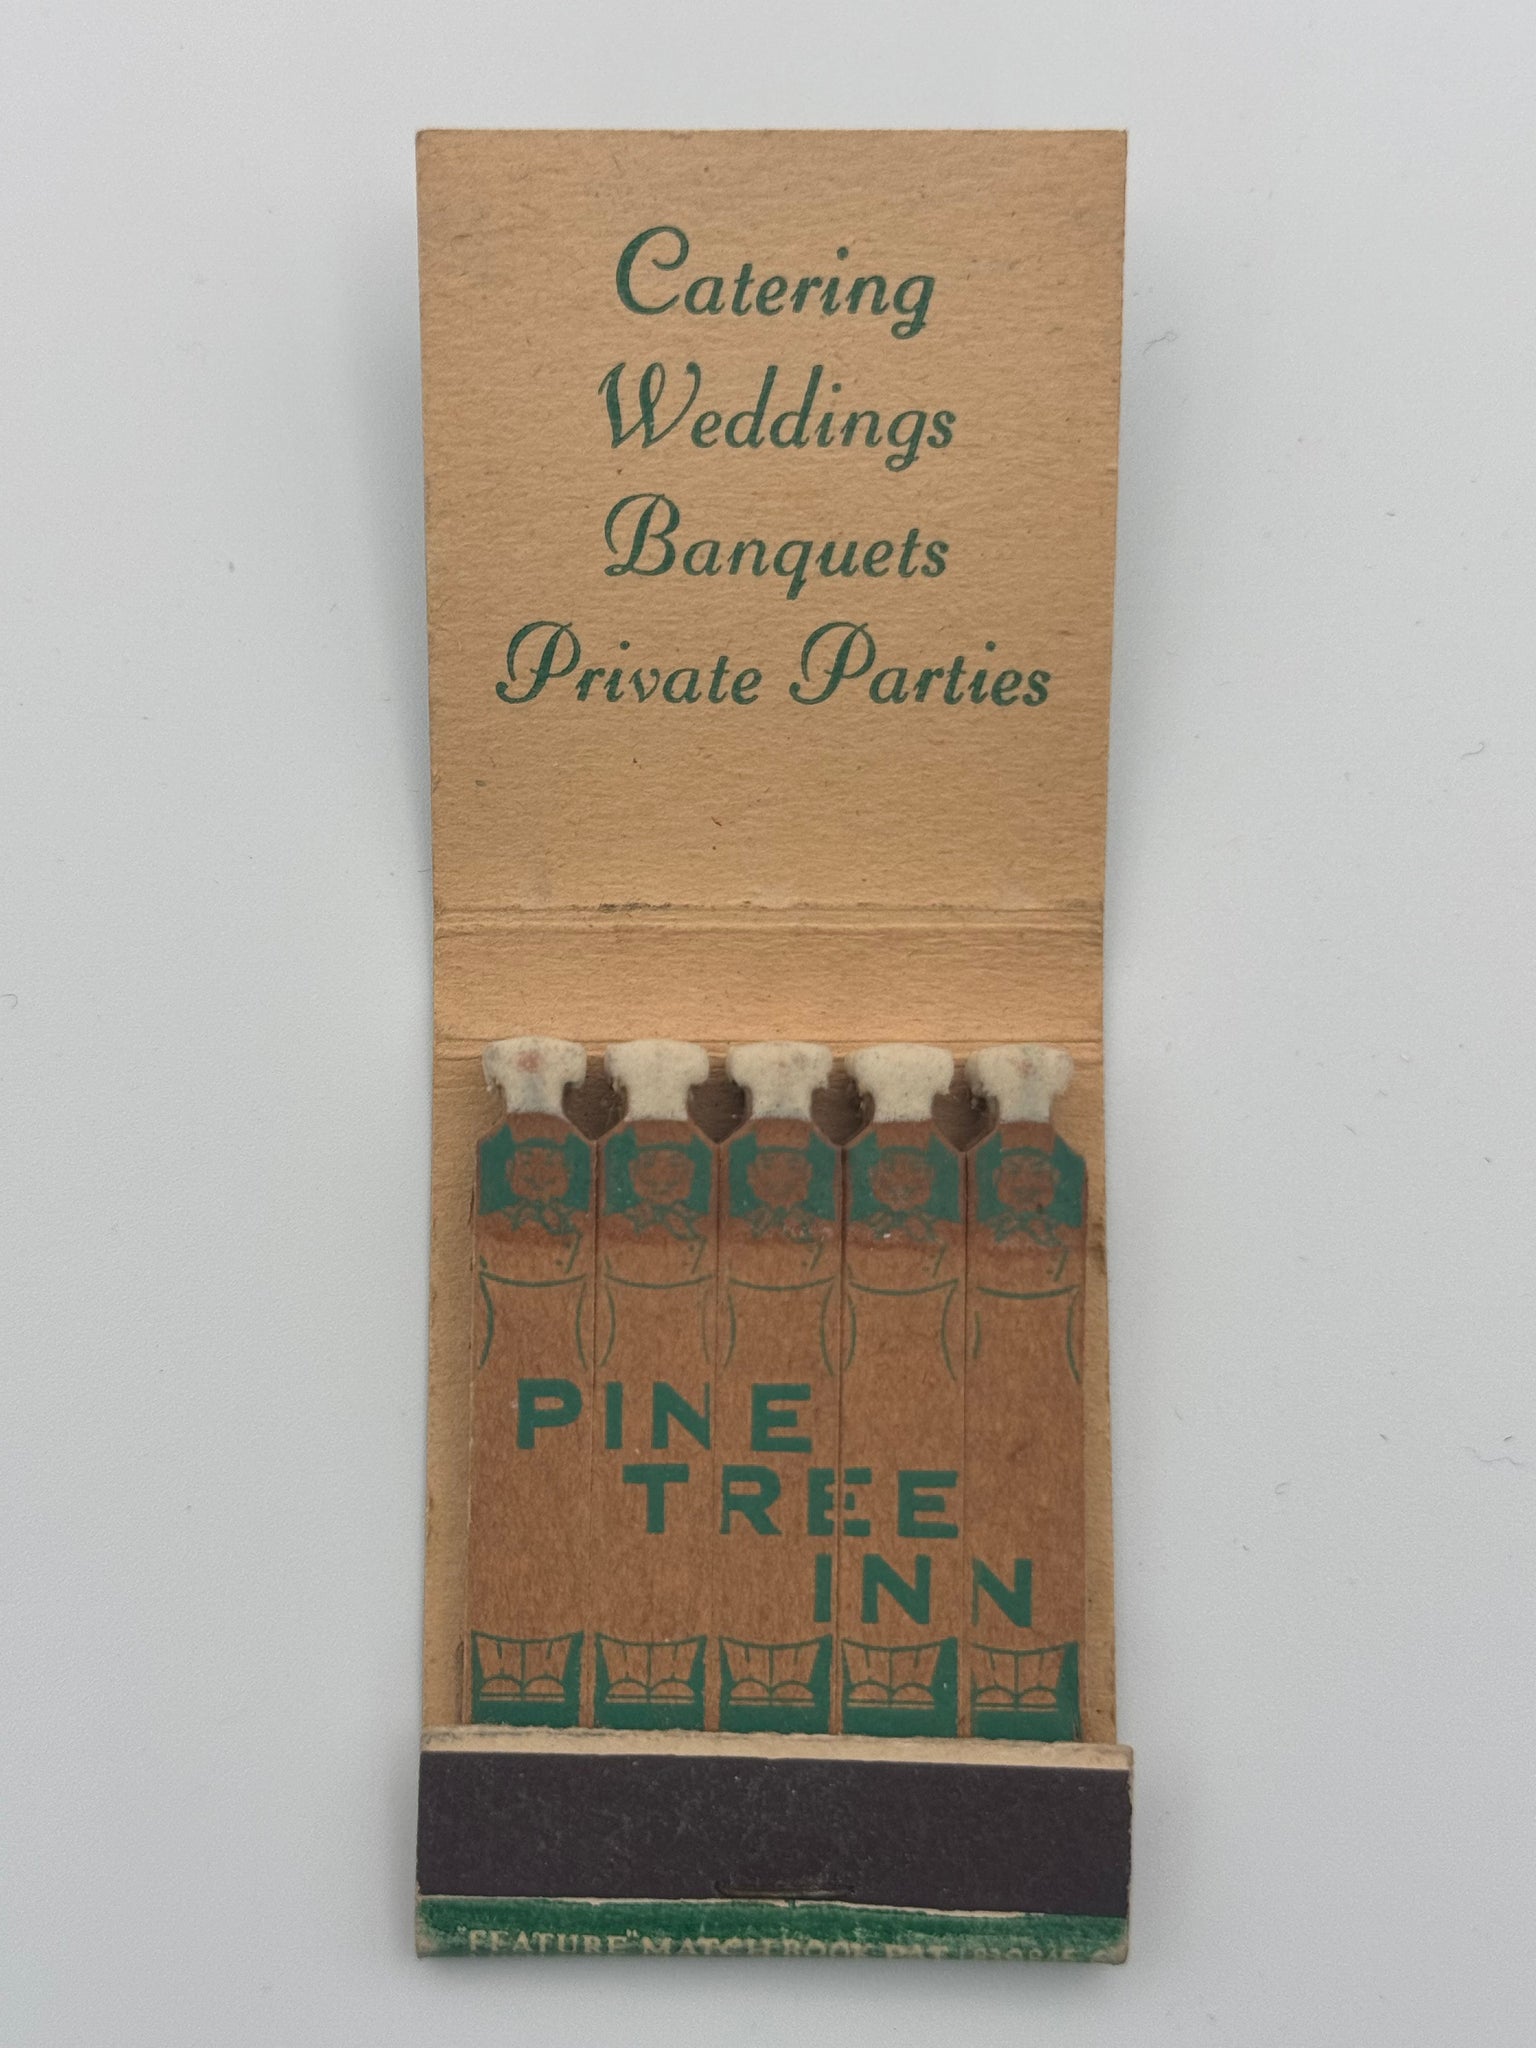 Catering
Weddings
Banquets
Private Parties
PINE
TREE
INN
"FEATURE" MATCHBOOK PAT.